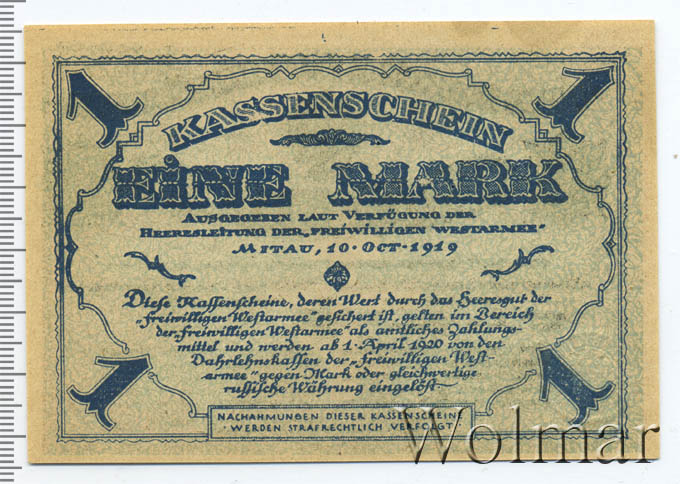 1 1
KASSENSCHEIN
EINE MARK
AUSGEGEBEN LAUT VERFÜGUNG DER
HEERESLEITUNG DER „FREIWILLIGEN WESTARMEE“
MITAU, 10·OCT·1919
Diese Kassenscheine, deren Wert durch das Heeresgut der
„freiwilligen Westarmee“ gesichert ist, gelten im Bereich
der „freiwilligen Westarmee“ als amtliches Zahlungs-
mittel und werden ab 1·April 1920 von den
Darlehnskassen der „freiwilligen West-
armee“ gegen Mark oder gleichwertige
russische Währung eingelöst
1 1
NACHAHMUNGEN DIESER KASSENSCHEINE
· WERDEN STRAFRECHTLICH VERFOLGT ·
Wolmar